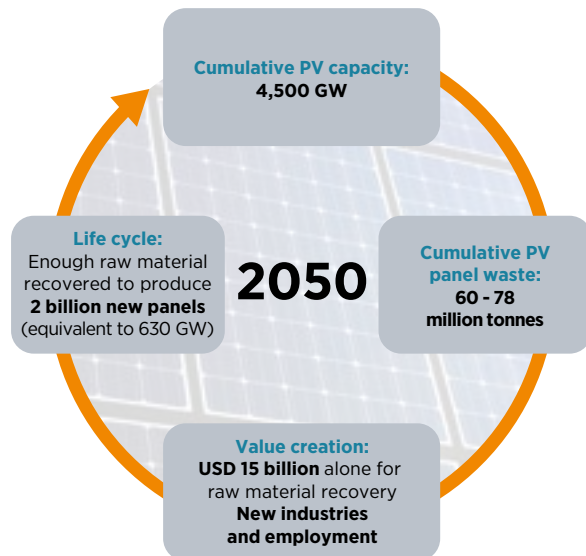 Cumulative PV capacity:
4,500 GW
Life cycle:
Enough raw material
recovered to produce
2 billion new panels
(equivalent to 630 GW)
2050
Cumulative PV
panel waste:
60 - 78
million tonnes
Value creation:
USD 15 billion alone for
raw material recovery
New industries
and employment